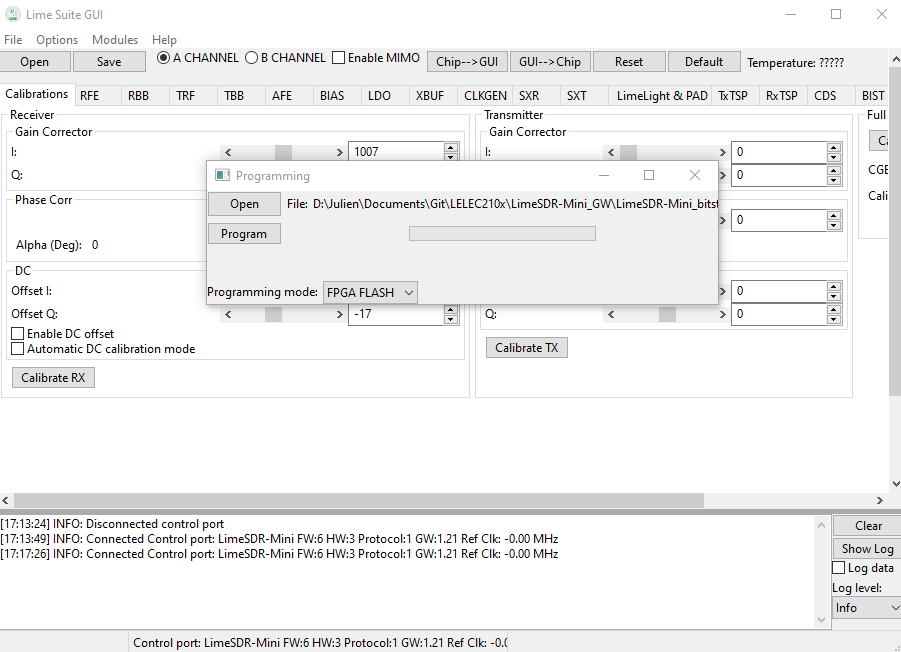 Lime Suite GUI
File Options Modules Help
Open Save A CHANNEL B CHANNEL Enable MIMO Chip-->GUI GUI-->Chip Reset Default Temperature: ?????
Calibrations RFE RBB TRF TBB AFE BIAS LDO XBUF CLKGEN SXR SXT LimeLight & PAD TxTSP RxTSP CDS BIST
Receiver Transmitter Full
Gain Corrector Gain Corrector
I: 1007 I: 0
Q: 0
CGE
Phase Corr
Cali
0
Alpha (Deg): 0
Programming
Open File: D:\Julien\Documents\Git\LELEC210x\LimeSDR-Mini_GW\LimeSDR-Mini_bitst
Program
Programming mode: FPGA FLASH
DC
Offset I: 0
Offset Q: -17 Q: 0
Enable DC offset
Automatic DC calibration mode
Calibrate TX
Calibrate RX
[17:13:24] INFO: Disconnected control port
[17:13:49] INFO: Connected Control port: LimeSDR-Mini FW:6 HW:3 Protocol:1 GW:1.21 Ref Clk: -0.00 MHz
[17:17:26] INFO: Connected Control port: LimeSDR-Mini FW:6 HW:3 Protocol:1 GW:1.21 Ref Clk: -0.00 MHz
Clear
Show Log
Log data
Log level:
Info
Control port: LimeSDR-Mini FW:6 HW:3 Protocol:1 GW:1.21 Ref Clk: -0.0